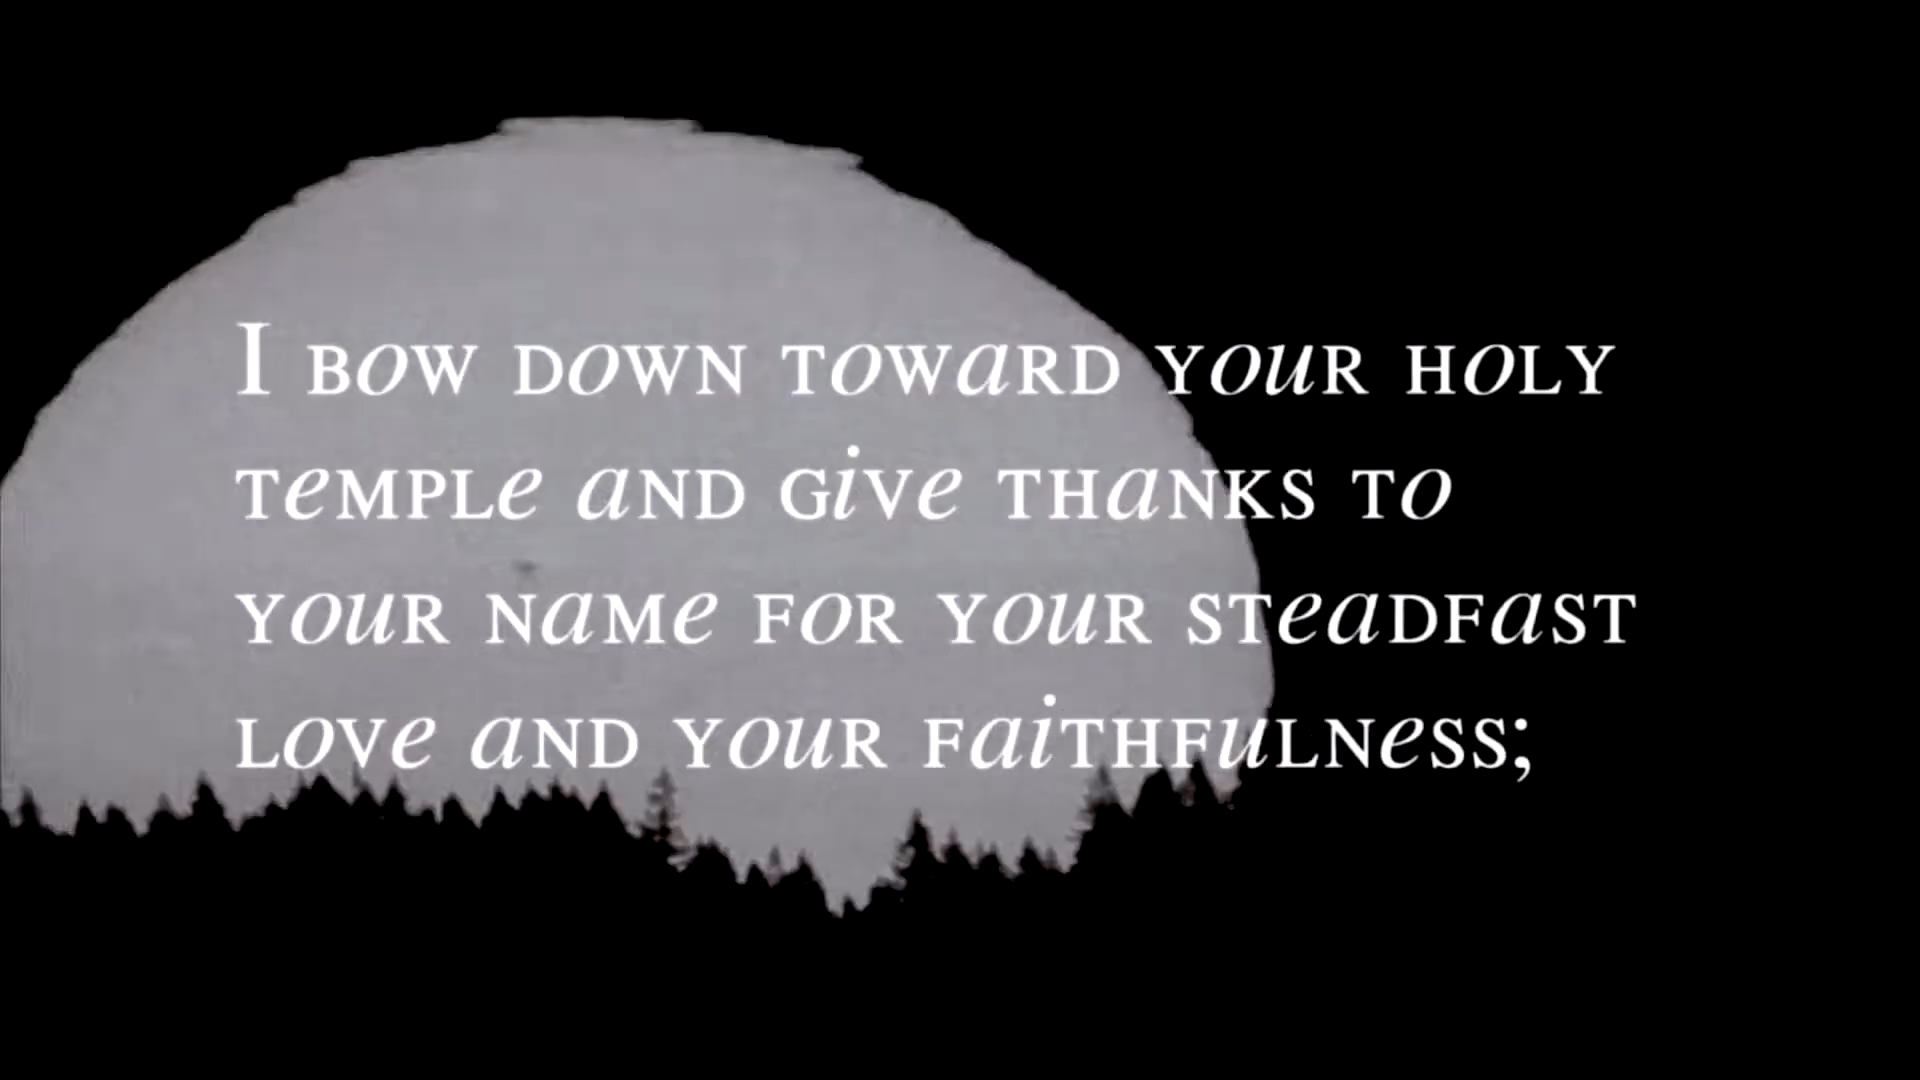 I BOW DOWN TOWaRD YOuR HOLY
TeMPLe aND GiVe THaNKS TO
YOuR NaMe FOR YOuR STeaDFaST
LOVe aND YOuR FaiTHFuLNeSS;